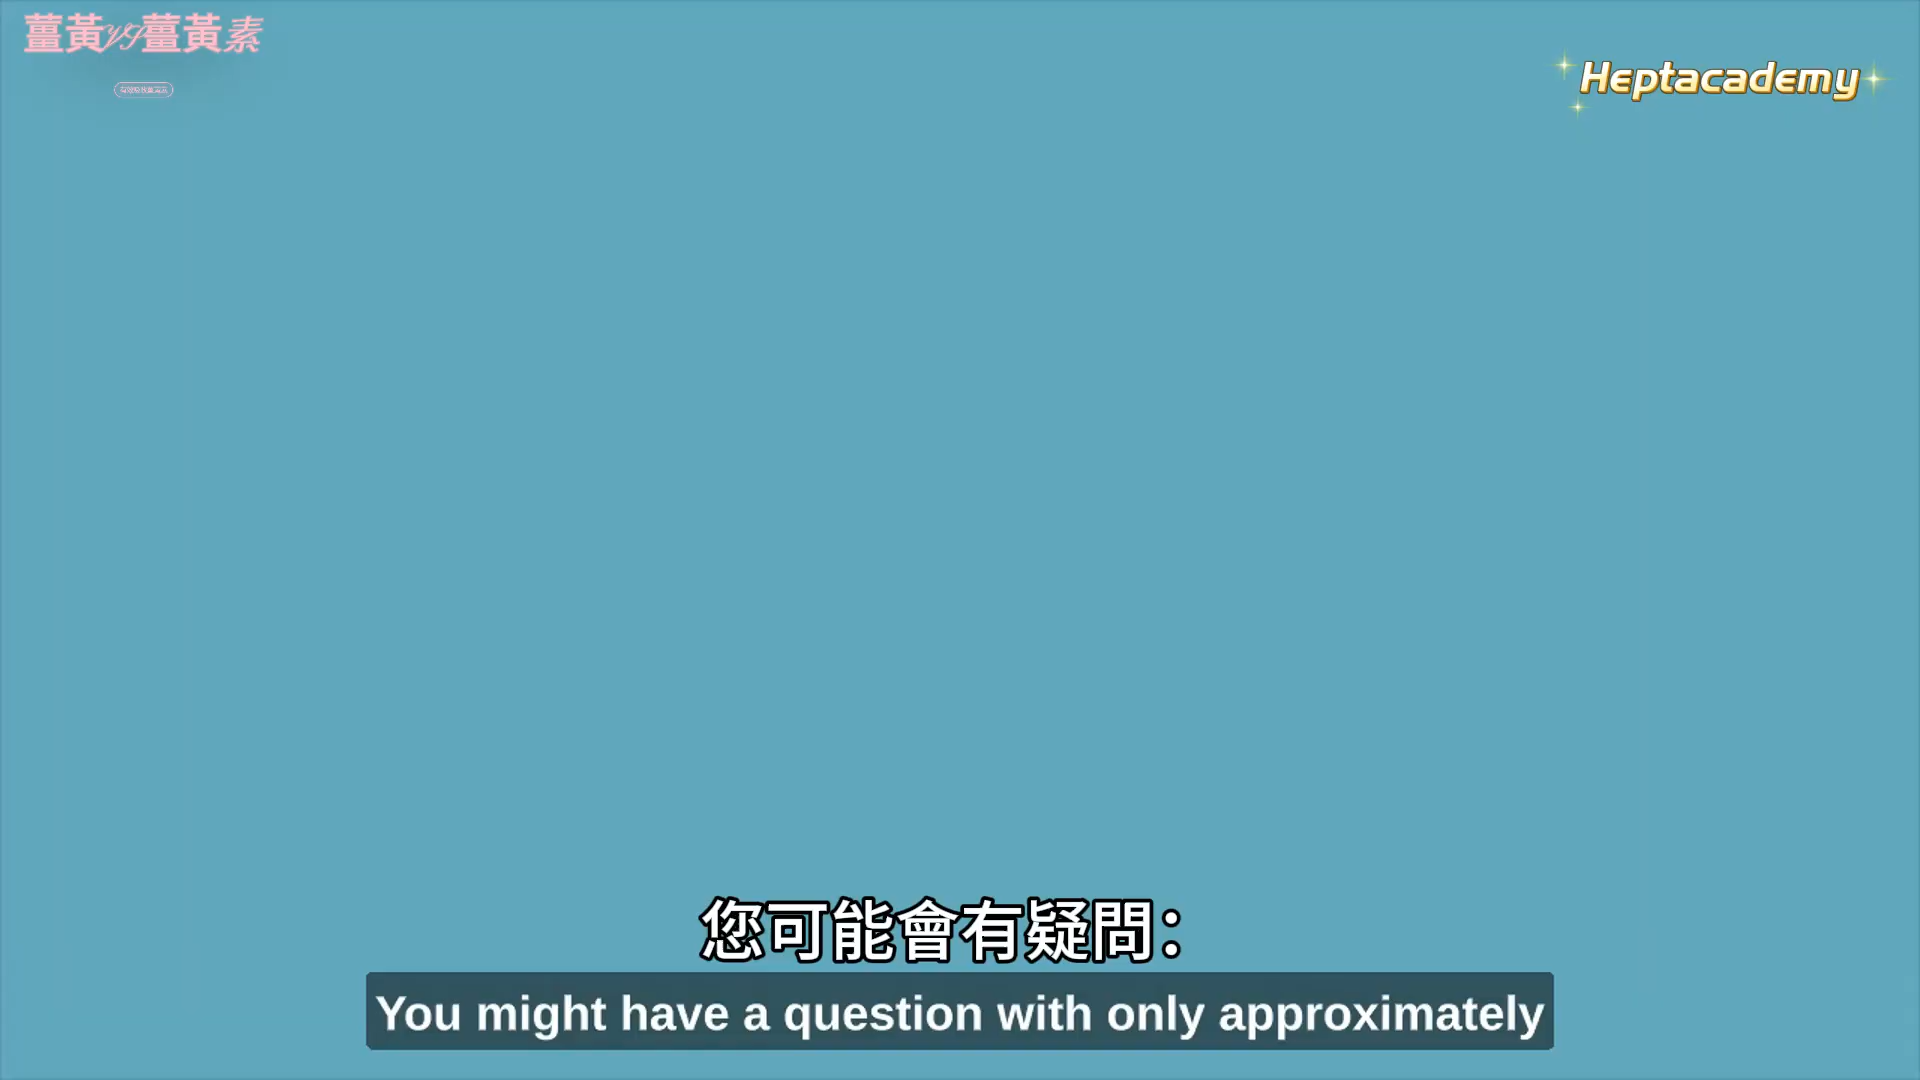 薑黃vs薑黃素
Heptacademy
您可能會有疑問：
You might have a question with only approximately